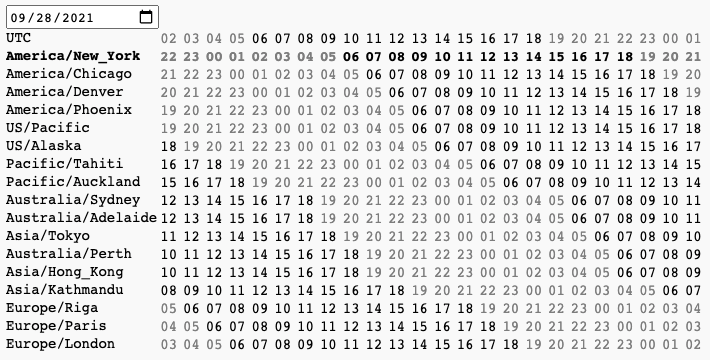 09/28/2021
UTC 02 03 04 05 06 07 08 09 10 11 12 13 14 15 16 17 18 19 20 21 22 23 00 01
America/New_York 22 23 00 01 02 03 04 05 06 07 08 09 10 11 12 13 14 15 16 17 18 19 20 21
America/Chicago 21 22 23 00 01 02 03 04 05 06 07 08 09 10 11 12 13 14 15 16 17 18 19 20
America/Denver 20 21 22 23 00 01 02 03 04 05 06 07 08 09 10 11 12 13 14 15 16 17 18 19
America/Phoenix 19 20 21 22 23 00 01 02 03 04 05 06 07 08 09 10 11 12 13 14 15 16 17 18
US/Pacific 19 20 21 22 23 00 01 02 03 04 05 06 07 08 09 10 11 12 13 14 15 16 17 18
US/Alaska 18 19 20 21 22 23 00 01 02 03 04 05 06 07 08 09 10 11 12 13 14 15 16 17
Pacific/Tahiti 16 17 18 19 20 21 22 23 00 01 02 03 04 05 06 07 08 09 10 11 12 13 14 15
Pacific/Auckland 15 16 17 18 19 20 21 22 23 00 01 02 03 04 05 06 07 08 09 10 11 12 13 14
Australia/Sydney 12 13 14 15 16 17 18 19 20 21 22 23 00 01 02 03 04 05 06 07 08 09 10 11
Australia/Adelaide 12 13 14 15 16 17 18 19 20 21 22 23 00 01 02 03 04 05 06 07 08 09 10 11
Asia/Tokyo 11 12 13 14 15 16 17 18 19 20 21 22 23 00 01 02 03 04 05 06 07 08 09 10
Australia/Perth 10 11 12 13 14 15 16 17 18 19 20 21 22 23 00 01 02 03 04 05 06 07 08 09
Asia/Hong_Kong 10 11 12 13 14 15 16 17 18 19 20 21 22 23 00 01 02 03 04 05 06 07 08 09
Asia/Kathmandu 08 09 10 11 12 13 14 15 16 17 18 19 20 21 22 23 00 01 02 03 04 05 06 07
Europe/Riga 05 06 07 08 09 10 11 12 13 14 15 16 17 18 19 20 21 22 23 00 01 02 03 04
Europe/Paris 04 05 06 07 08 09 10 11 12 13 14 15 16 17 18 19 20 21 22 23 00 01 02 03
Europe/London 03 04 05 06 07 08 09 10 11 12 13 14 15 16 17 18 19 20 21 22 23 00 01 02